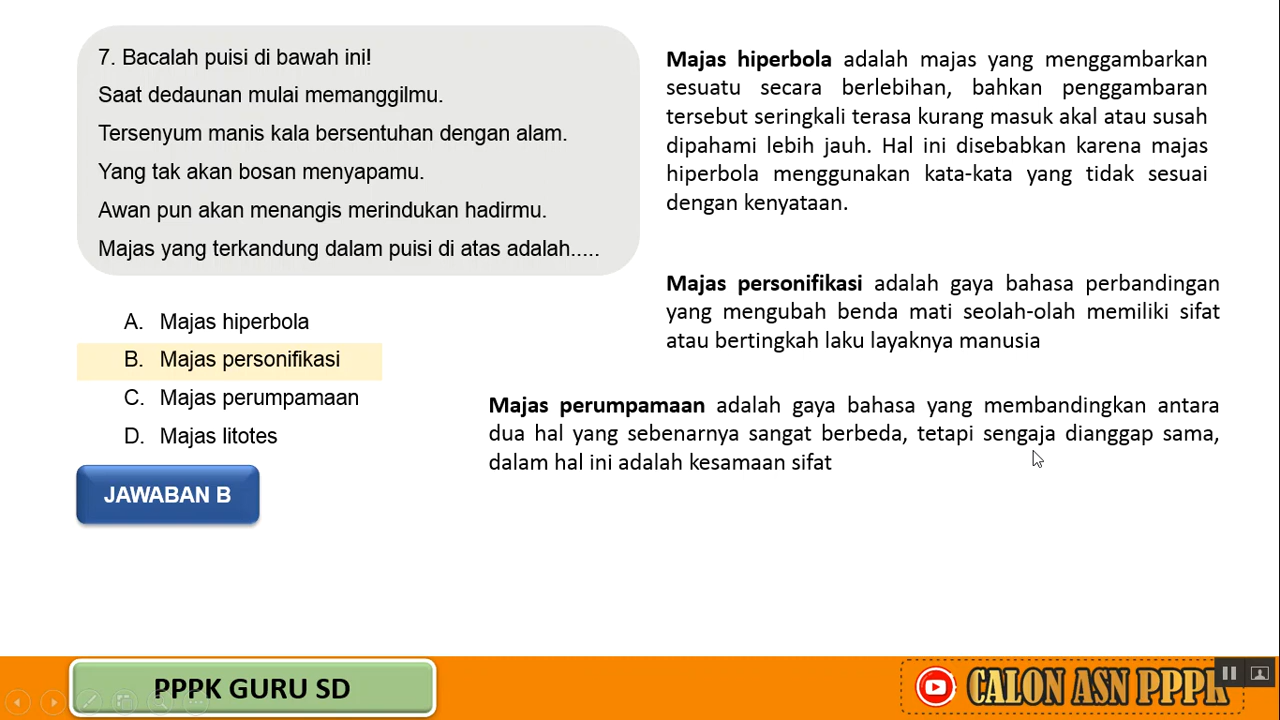 7. Bacalah puisi di bawah ini!
Saat dedaunan mulai memanggilmu.
Tersenyum manis kala bersentuhan dengan alam.
Yang tak akan bosan menyapamu.
Awan pun akan menangis merindukan hadirmu.
Majas yang terkandung dalam puisi di atas adalah.....
A. Majas hiperbola
B. Majas personifikasi
C. Majas perumpamaan
D. Majas litotes
JAWABAN B
Majas hiperbola adalah majas yang menggambarkan
sesuatu secara berlebihan, bahkan penggambaran
tersebut seringkali terasa kurang masuk akal atau susah
dipahami lebih jauh. Hal ini disebabkan karena majas
hiperbola menggunakan kata-kata yang tidak sesuai
dengan kenyataan.
Majas personifikasi adalah gaya bahasa perbandingan
yang mengubah benda mati seolah-olah memiliki sifat
atau bertingkah laku layaknya manusia
Majas perumpamaan adalah gaya bahasa yang membandingkan antara
dua hal yang sebenarnya sangat berbeda, tetapi sengaja dianggap sama,
dalam hal ini adalah kesamaan sifat
PPPK GURU SD
CALON ASN PPPK